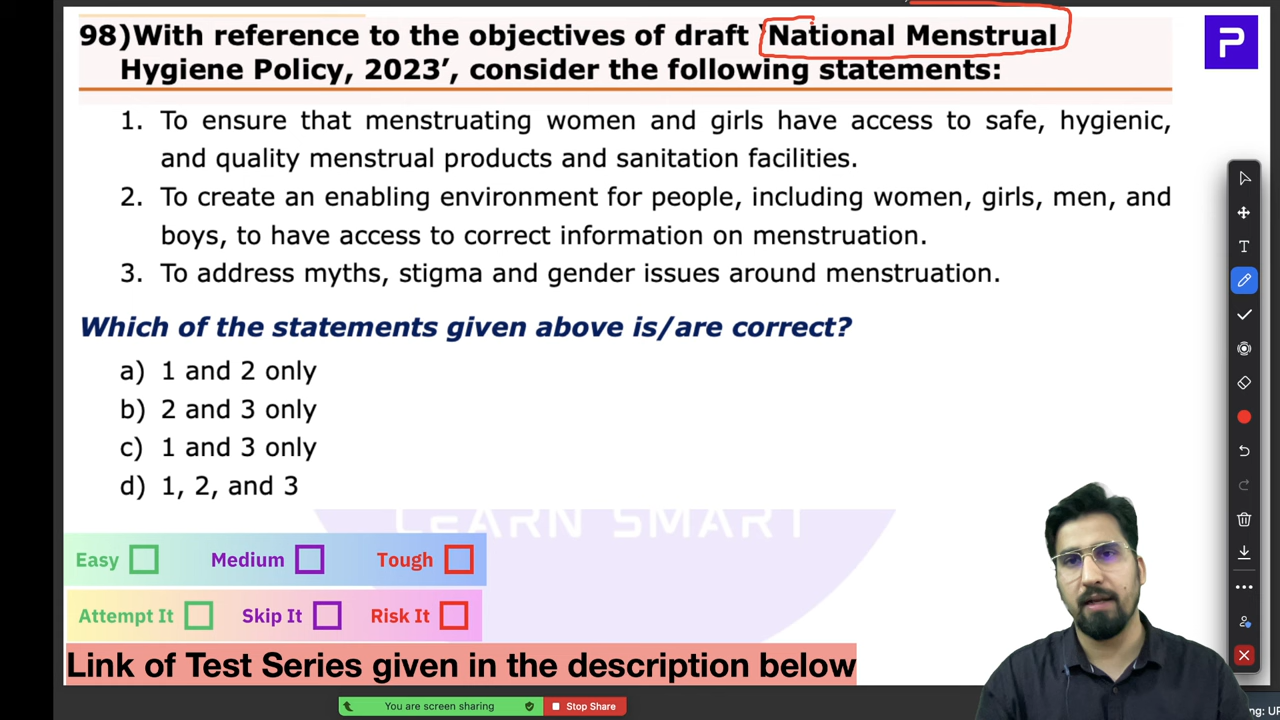 98)With reference to the objectives of draft 'National Menstrual
Hygiene Policy, 2023', consider the following statements:
1. To ensure that menstruating women and girls have access to safe, hygienic,
and quality menstrual products and sanitation facilities.
2. To create an enabling environment for people, including women, girls, men, and
boys, to have access to correct information on menstruation.
3. To address myths, stigma and gender issues around menstruation.
Which of the statements given above is/are correct?
a) 1 and 2 only
b) 2 and 3 only
c) 1 and 3 only
d) 1, 2, and 3
LEARN SMART
Easy Medium Tough
Attempt It Skip It Risk It
Link of Test Series given in the description below
You are screen sharing Stop Share